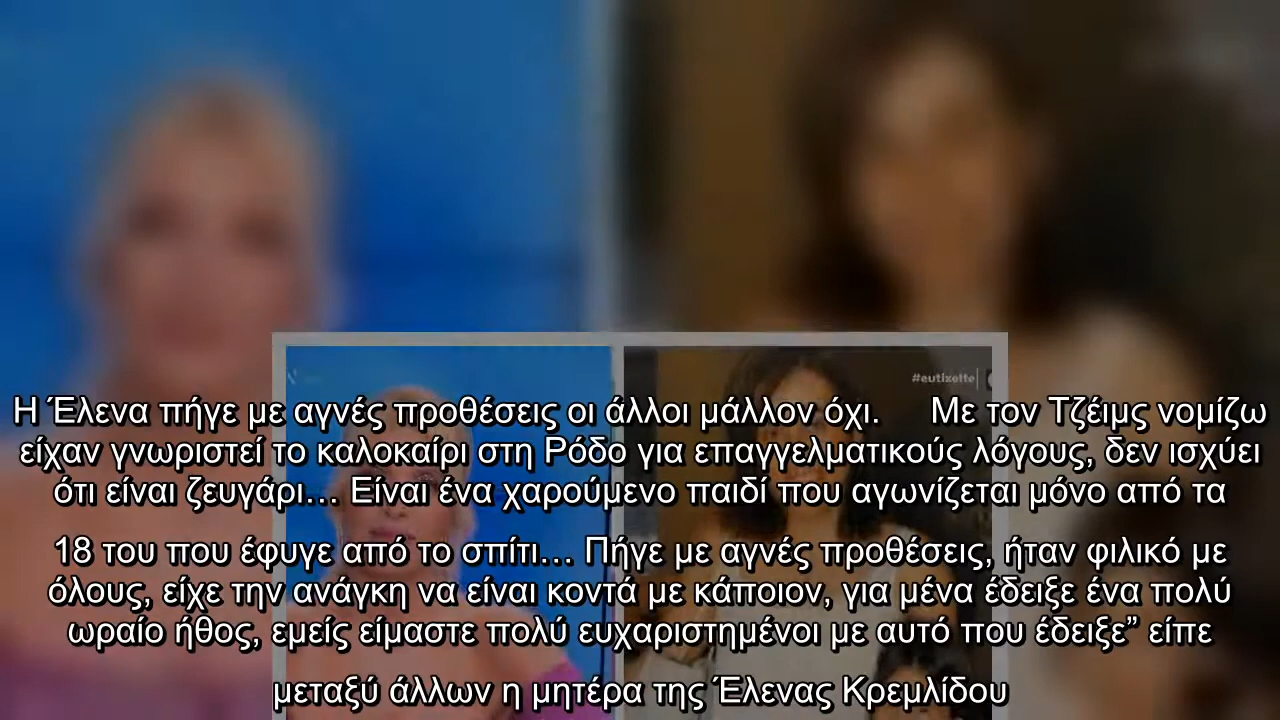 #eutixeite
Η Έλενα πήγε με αγνές προθέσεις οι άλλοι μάλλον όχι. Με τον Τζέιμς νομίζω
είχαν γνωριστεί το καλοκαίρι στη Ρόδο για επαγγελματικούς λόγους, δεν ισχύει
ότι είναι ζευγάρι… Είναι ένα χαρούμενο παιδί που αγωνίζεται μόνο από τα
18 του που έφυγε από το σπίτι… Πήγε με αγνές προθέσεις, ήταν φιλικό με
όλους, είχε την ανάγκη να είναι κοντά με κάποιον, για μένα έδειξε ένα πολύ
ωραίο ήθος, εμείς είμαστε πολύ ευχαριστημένοι με αυτό που έδειξε” είπε
μεταξύ άλλων η μητέρα της Έλενας Κρεμλίδου